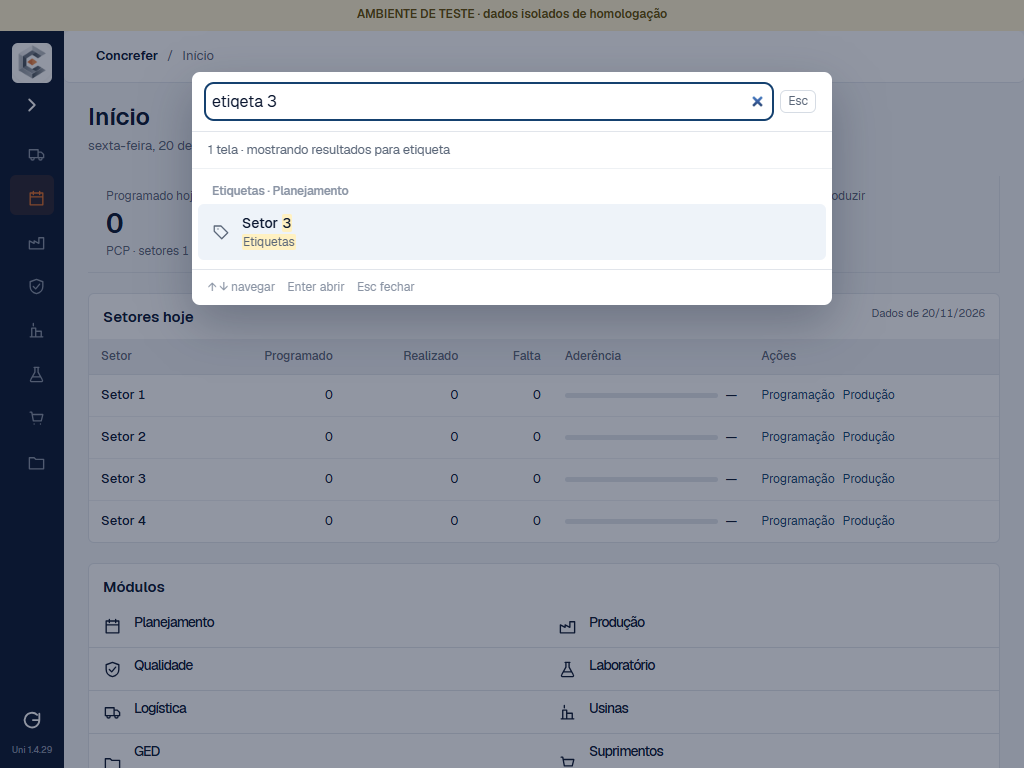 AMBIENTE DE TESTE · dados isolados de homologação
Concrefer / Início
etiqeta 3
Esc
1 tela · mostrando resultados para etiqueta
Etiquetas · Planejamento
Setor 3
Etiquetas
↑↓ navegar Enter abrir Esc fechar
Início
sexta-feira, 20 de
Programado hoj
oduzir
0
PCP · setores 1
Setores hoje
Dados de 20/11/2026
Setor Programado Realizado Falta Aderência Ações
Setor 1 0 0 0 — Programação Produção
Setor 2 0 0 0 — Programação Produção
Setor 3 0 0 0 — Programação Produção
Setor 4 0 0 0 — Programação Produção
Módulos
Planejamento Produção
Qualidade Laboratório
Logística Usinas
GED Suprimentos
Uni 1.4.29